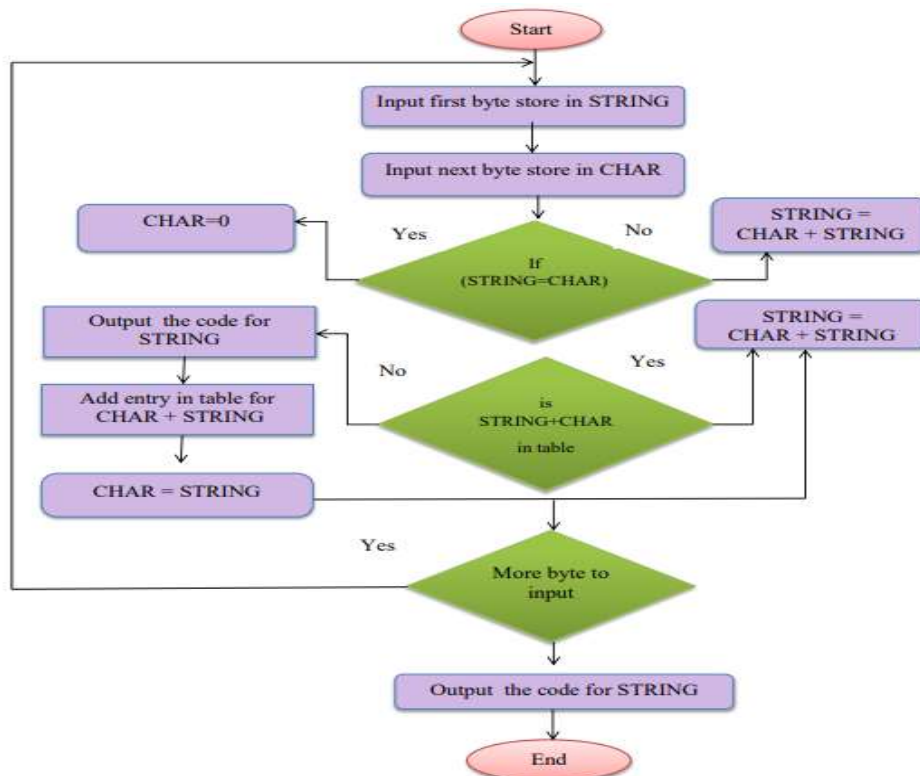 Start
Input first byte store in STRING
Input next byte store in CHAR
CHAR=0
Yes
No
STRING =
CHAR + STRING
If
(STRING=CHAR)
Output the code for
STRING
No
Yes
STRING =
CHAR + STRING
is
STRING+CHAR
in table
Add entry in table for
CHAR + STRING
CHAR = STRING
Yes
More byte to
input
Output the code for STRING
End